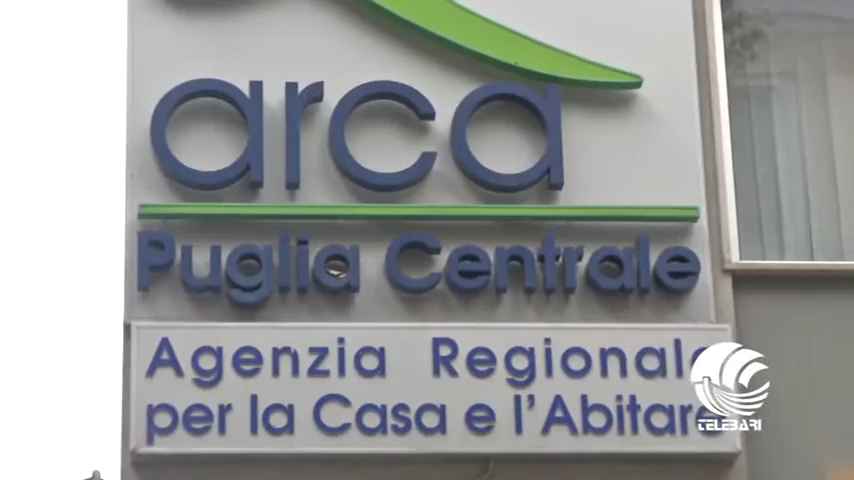 arca
Puglia Centrale
Agenzia Regionale
per la Casa e l'Abitare
TELEBARI